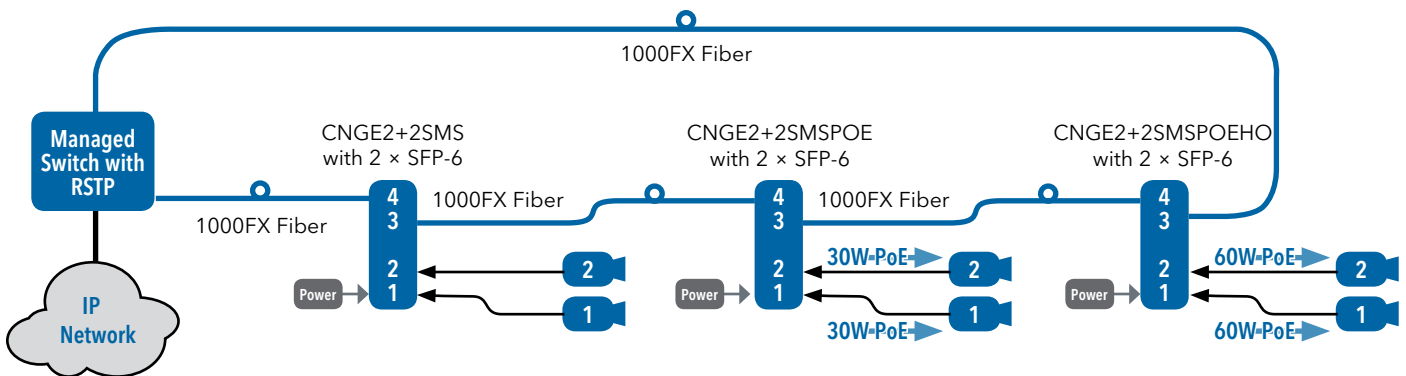 1000FX Fiber
Managed
Switch with
RSTP
IP
Network
1000FX Fiber
CNGE2+2SMS
with 2 × SFP-6
4
3
2
1
Power
2
1
1000FX Fiber
CNGE2+2SMSPOE
with 2 × SFP-6
4
3
2
1
Power
30W-PoE
2
1
30W-PoE
1000FX Fiber
CNGE2+2SMSPOEHO
with 2 × SFP-6
4
3
2
1
Power
60W-PoE
2
1
60W-PoE